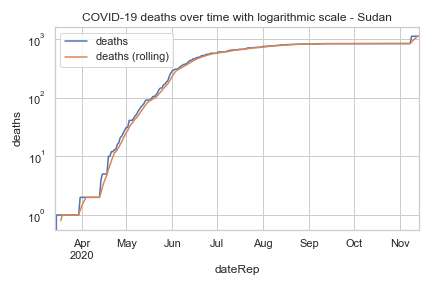 COVID-19 deaths over time with logarithmic scale - Sudan
deaths
deaths (rolling)
10³
10²
10¹
10⁰
deaths
Apr May Jun Jul Aug Sep Oct Nov
2020
dateRep